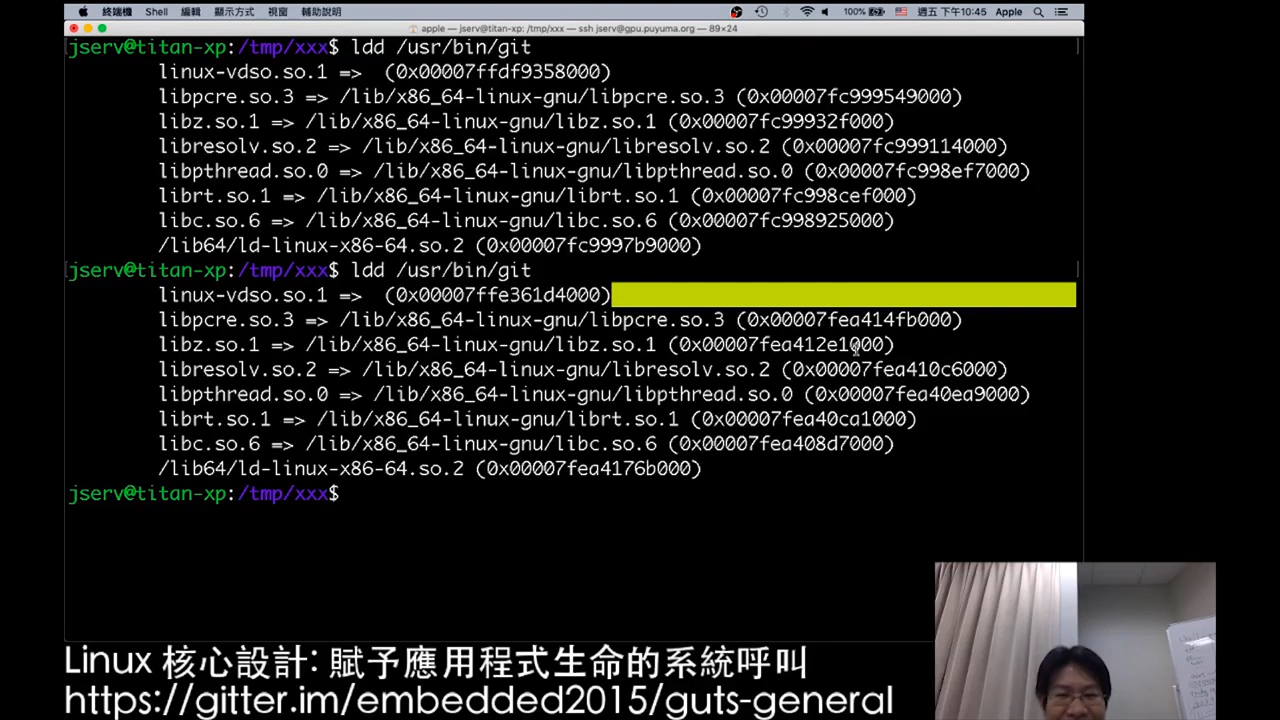 終端機 Shell 編輯 顯示方式 視窗 輔助說明 100% 週五 下午10:45 Apple
apple — jserv@titan-xp: /tmp/xxx — ssh jserv@gpu.puyuma.org — 89×24
jserv@titan-xp:/tmp/xxx$ ldd /usr/bin/git
linux-vdso.so.1 => (0x00007ffdf9358000)
libpcre.so.3 => /lib/x86_64-linux-gnu/libpcre.so.3 (0x00007fc999549000)
libz.so.1 => /lib/x86_64-linux-gnu/libz.so.1 (0x00007fc99932f000)
libresolv.so.2 => /lib/x86_64-linux-gnu/libresolv.so.2 (0x00007fc999114000)
libpthread.so.0 => /lib/x86_64-linux-gnu/libpthread.so.0 (0x00007fc998ef7000)
librt.so.1 => /lib/x86_64-linux-gnu/librt.so.1 (0x00007fc998cef000)
libc.so.6 => /lib/x86_64-linux-gnu/libc.so.6 (0x00007fc998925000)
/lib64/ld-linux-x86-64.so.2 (0x00007fc9997b9000)
jserv@titan-xp:/tmp/xxx$ ldd /usr/bin/git
linux-vdso.so.1 => (0x00007ffe361d4000)
libpcre.so.3 => /lib/x86_64-linux-gnu/libpcre.so.3 (0x00007fea414fb000)
libz.so.1 => /lib/x86_64-linux-gnu/libz.so.1 (0x00007fea412e1000)
libresolv.so.2 => /lib/x86_64-linux-gnu/libresolv.so.2 (0x00007fea410c6000)
libpthread.so.0 => /lib/x86_64-linux-gnu/libpthread.so.0 (0x00007fea40ea9000)
librt.so.1 => /lib/x86_64-linux-gnu/librt.so.1 (0x00007fea40ca1000)
libc.so.6 => /lib/x86_64-linux-gnu/libc.so.6 (0x00007fea408d7000)
/lib64/ld-linux-x86-64.so.2 (0x00007fea4176b000)
jserv@titan-xp:/tmp/xxx$
Linux 核心設計: 賦予應用程式生命的系統呼叫
https://gitter.im/embedded2015/guts-general